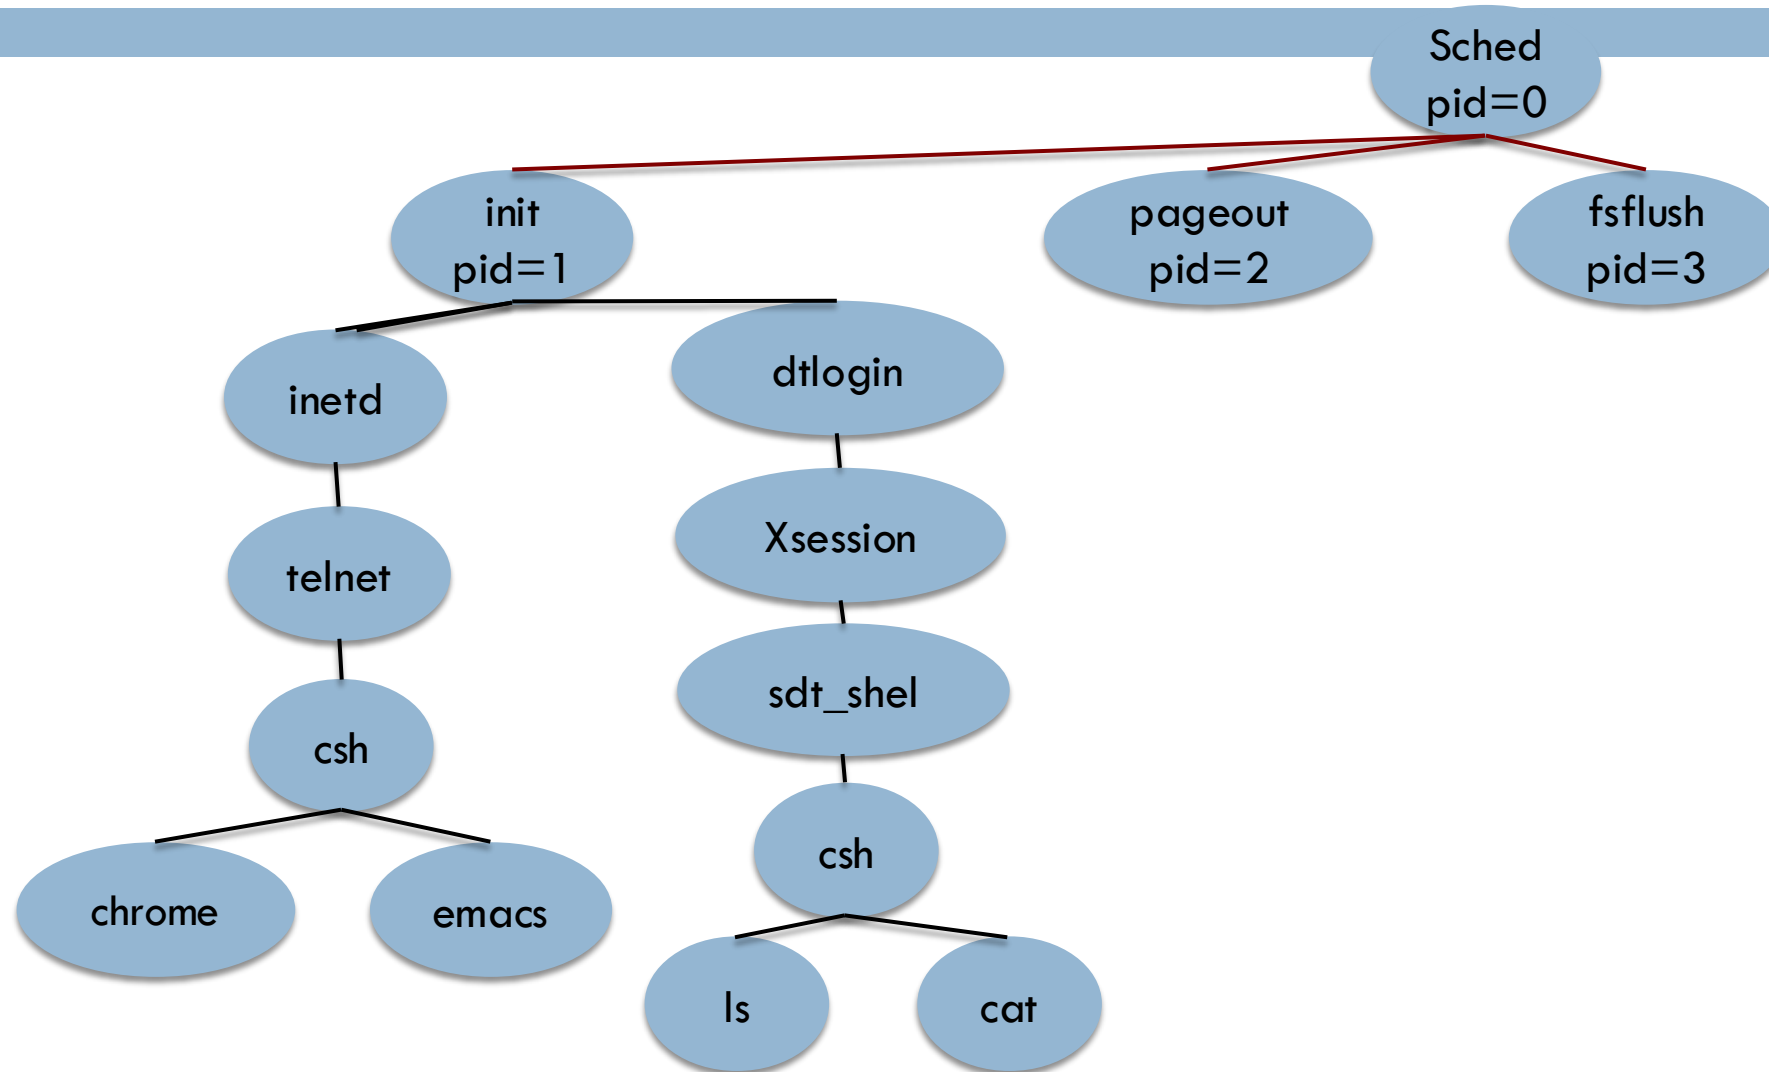 Sched
pid=0
init
pid=1
pageout
pid=2
fsflush
pid=3
inetd
dtlogin
telnet
Xsession
sdt_shel
csh
csh
chrome
emacs
ls
cat